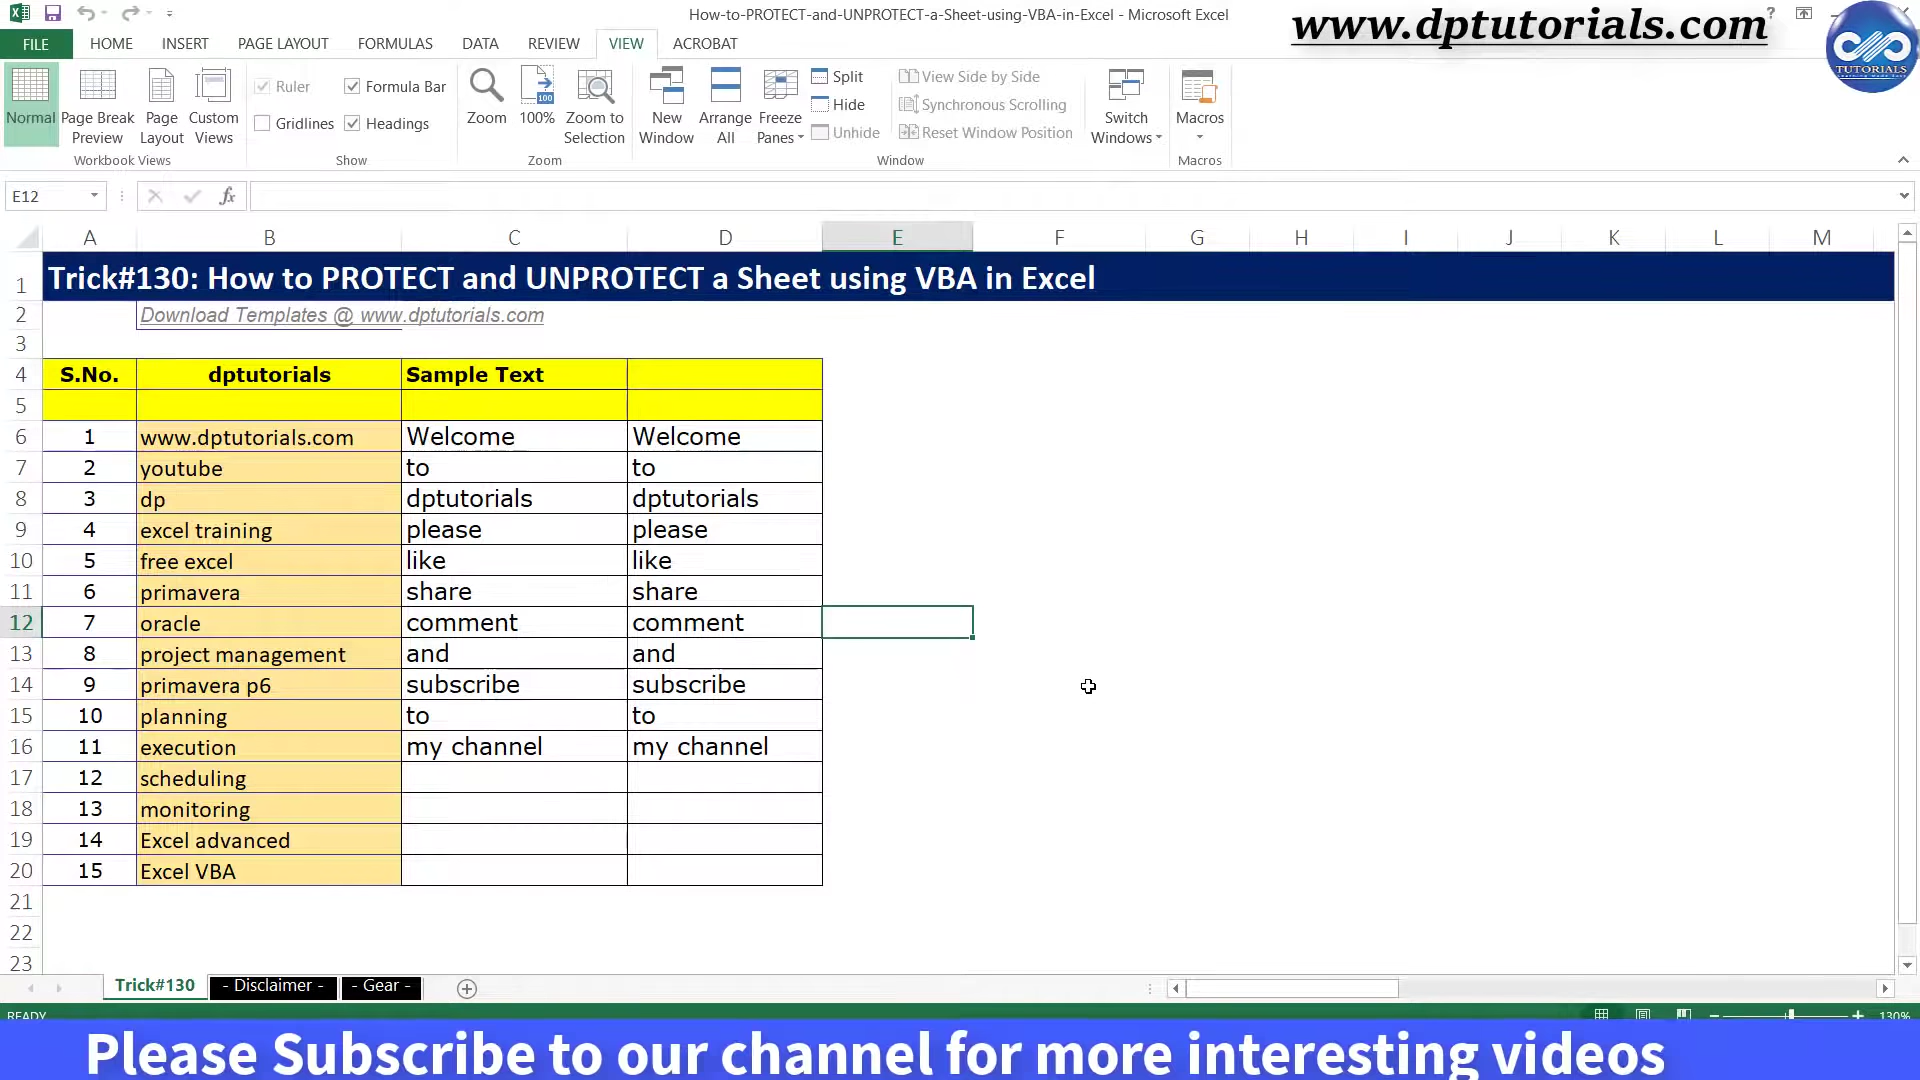 How-to-PROTECT-and-UNPROTECT-a-Sheet-using-VBA-in-Excel - Microsoft Excel
www.dptutorials.com
TUTORIALS
FILE HOME INSERT PAGE LAYOUT FORMULAS DATA REVIEW VIEW ACROBAT
Normal Page Break Preview Page Layout Custom Views
Workbook Views
Ruler Formula Bar
Gridlines Headings
Show
Zoom 100% Zoom to Selection
Zoom
New Window Arrange All Freeze Panes
Split
Hide
Unhide
View Side by Side
Synchronous Scrolling
Reset Window Position
Window
Switch Windows
Macros
Macros
E12 fx
A B C D E F G H I J K L M
1 Trick#130: How to PROTECT and UNPROTECT a Sheet using VBA in Excel
2 Download Templates @ www.dptutorials.com
3
4 S.No. dptutorials Sample Text
5
6 1 www.dptutorials.com Welcome Welcome
7 2 youtube to to
8 3 dp dptutorials dptutorials
9 4 excel training please please
10 5 free excel like like
11 6 primavera share share
12 7 oracle comment comment
13 8 project management and and
14 9 primavera p6 subscribe subscribe
15 10 planning to to
16 11 execution my channel my channel
17 12 scheduling
18 13 monitoring
19 14 Excel advanced
20 15 Excel VBA
21
22
23
Trick#130 - Disclaimer - - Gear -
READY 130%
Please Subscribe to our channel for more interesting videos